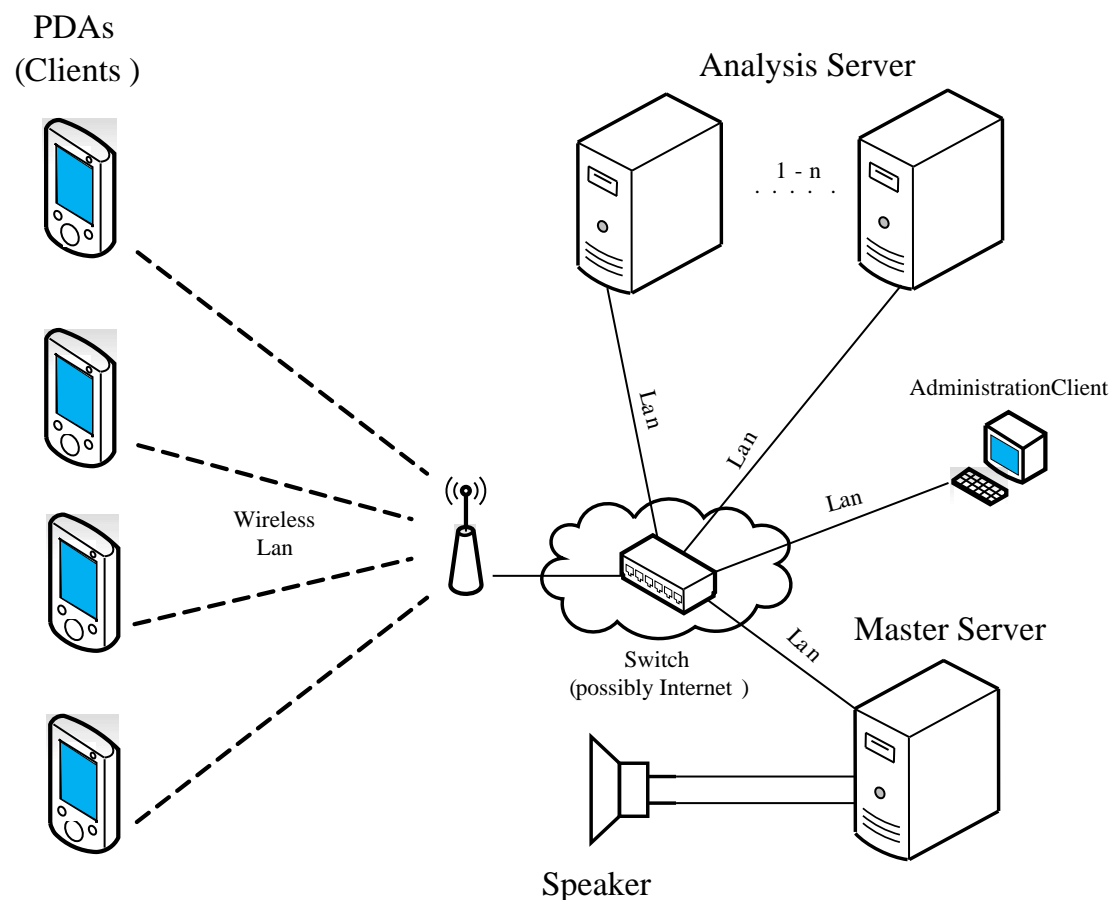 PDAs
(Clients )
Analysis Server
1 - n
. . . . .
AdministrationClient
Lan
Lan
Lan
Wireless
Lan
Lan
Master Server
Switch
(possibly Internet )
Speaker